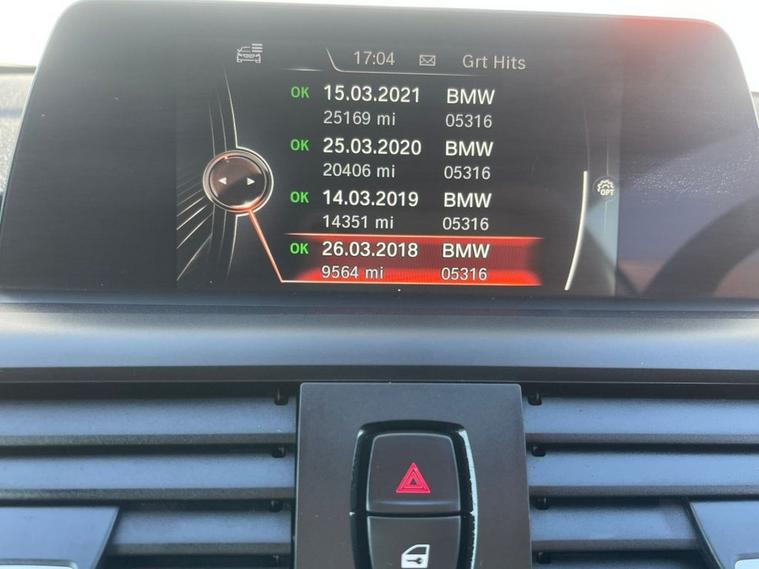 17:04 Grt Hits
OK 15.03.2021 BMW
25169 mi 05316
OK 25.03.2020 BMW
20406 mi 05316
OK 14.03.2019 BMW
14351 mi 05316
OK 26.03.2018 BMW
9564 mi 05316
OPT